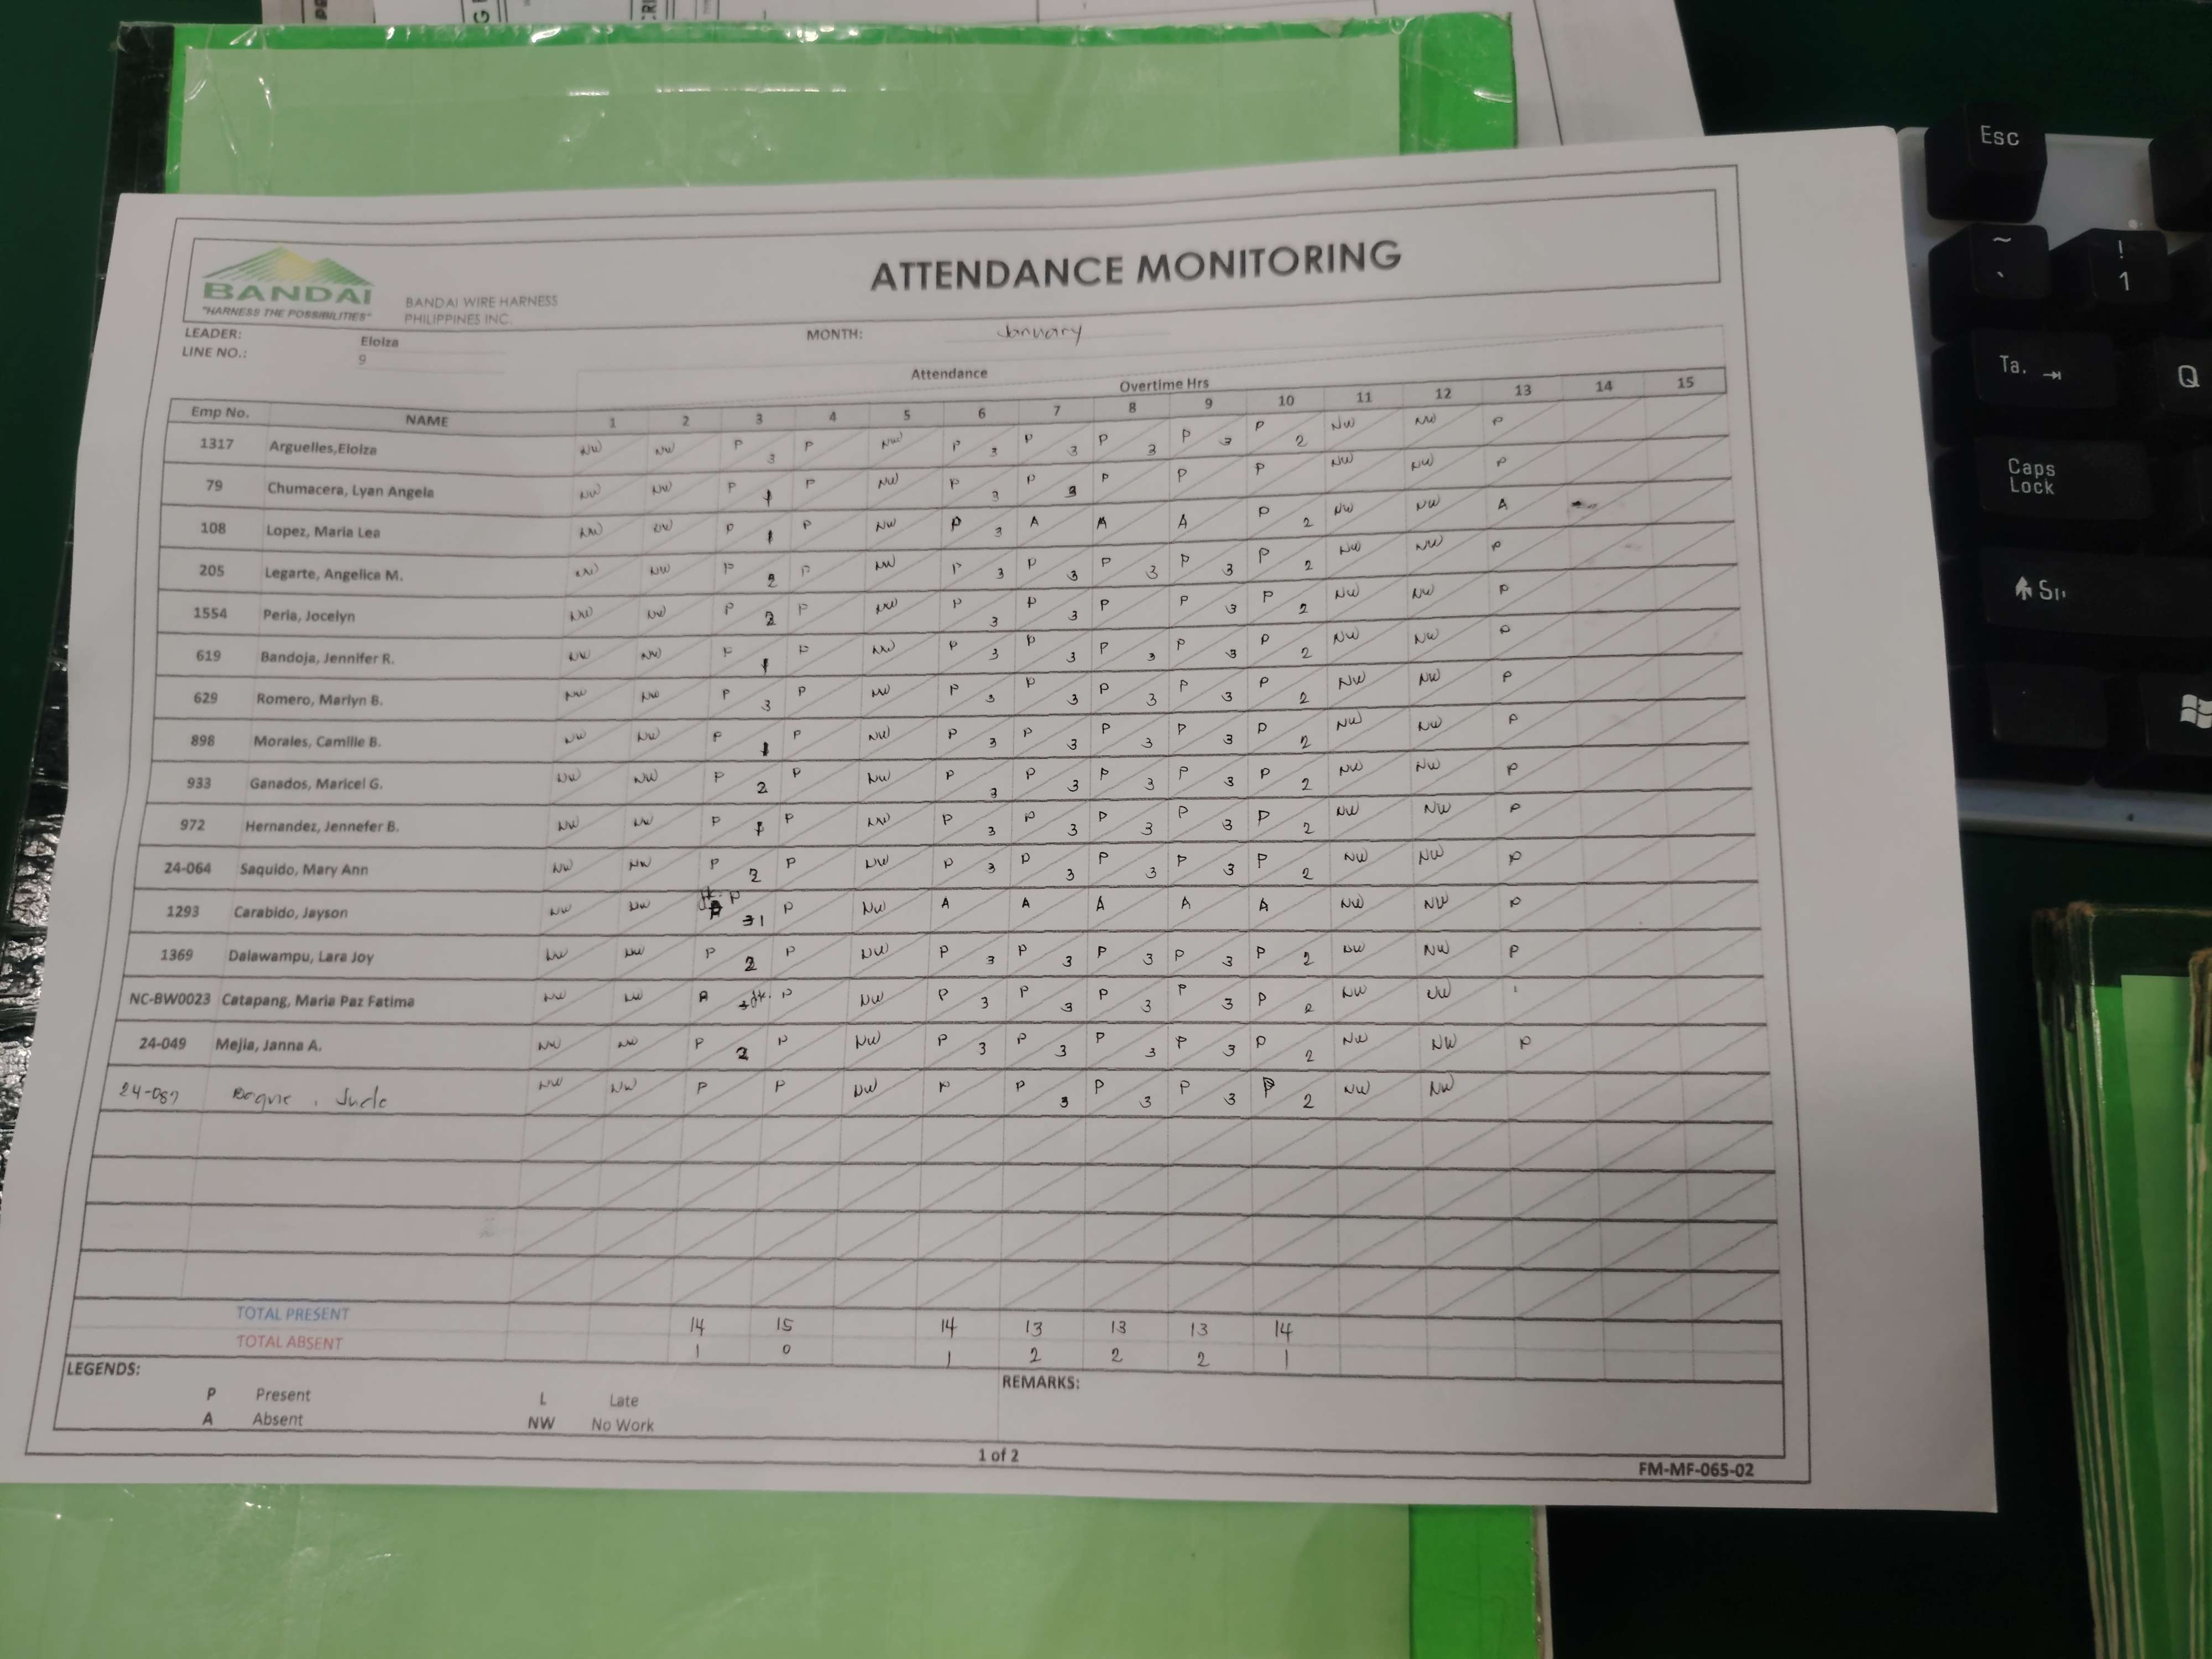 ATTENDANCE MONITORING
BANDAI
"HARNESS THE POSSIBILITIES"
BANDAI WIRE HARNESS
PHILIPPINES INC.
LEADER: Eloiza MONTH: January
LINE NO.: 9
Attendance
Overtime Hrs
Emp No. NAME 1 2 3 4 5 6 7 8 9 10 11 12 13 14 15
1317 Arguelles,Eloiza NW NW P 3 P NW P 3 P 3 P 3 P 3 P 2 NW NW P
79 Chumacera, Lyan Angela NW NW P 1 P NW P 3 P 3 P P P NW NW P
108 Lopez, Maria Lea NW NW P 1 P NW P 3 A A A P 2 NW NW A
205 Legarte, Angelica M. NW NW P 2 P NW P 3 P 3 P 3 P 3 P 2 NW NW P
1554 Peria, Jocelyn NW NW P 2 P NW P 3 P 3 P P 3 P 2 NW NW P
619 Bandoja, Jennifer R. NW NW P 1 P NW P 3 P 3 P 3 P 3 P 2 NW NW P
629 Romero, Marlyn B. NW NW P 3 P NW P 3 P 3 P 3 P 3 P 2 NW NW P
898 Morales, Camille B. NW NW P 1 P NW P 3 P 3 P 3 P 3 P 2 NW NW P
933 Ganados, Maricel G. NW NW P 2 P NW P 3 P 3 P 3 P 3 P 2 NW NW P
972 Hernandez, Jennefer B. NW NW P 1 P NW P 3 P 3 P 3 P 3 P 2 NW NW P
24-064 Saquido, Mary Ann NW NW P 2 P NW P 3 P 3 P 3 P 3 P 2 NW NW P
1293 Carabido, Jayson NW NW P 1 P NW A A A A A NW NW P
1369 Dalawampu, Lara Joy NW NW P 2 P NW P 3 P 3 P 3 P 3 P 2 NW NW P
NC-BW0023 Catapang, Maria Paz Fatima NW NW A P NW P 3 P 3 P 3 P 3 P 2 NW NW
24-049 Mejia, Janna A. NW NW P 2 P NW P 3 P 3 P 3 P 3 P 2 NW NW P
24-087 Jude NW NW P P NW P P 3 P 3 P 3 P 2 NW NW
TOTAL PRESENT 14 15 14 13 13 13 14
TOTAL ABSENT 1 0 1 2 2 2 1
LEGENDS: REMARKS:
P Present L Late
A Absent NW No Work
1 of 2
FM-MF-065-02
Esc
~ ` ! 1
Ta. Q
Caps Lock